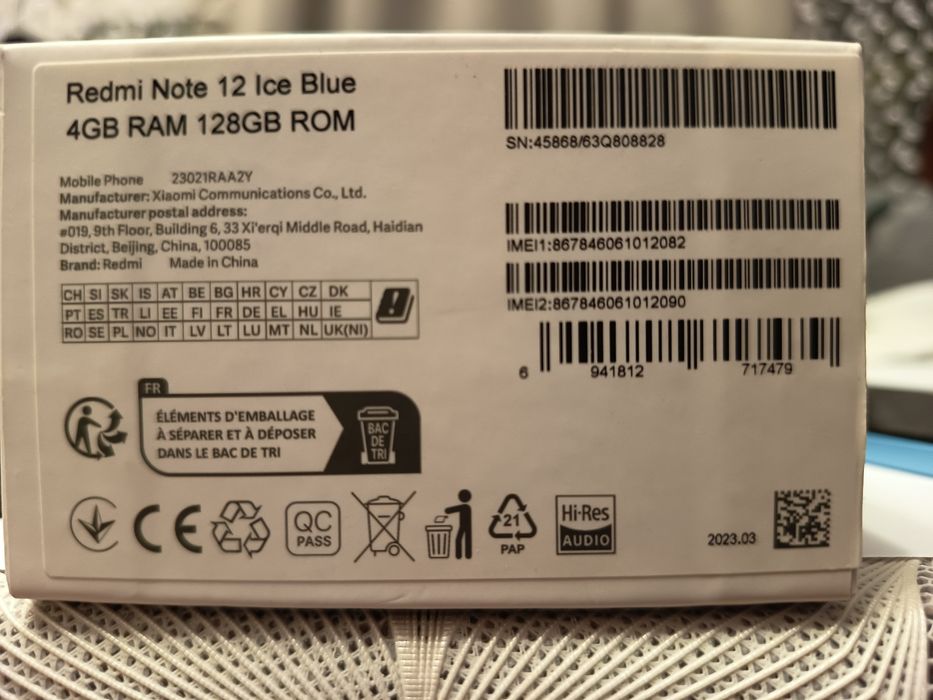 Redmi Note 12 Ice Blue
4GB RAM 128GB ROM
Mobile Phone 23021RAA2Y
Manufacturer: Xiaomi Communications Co., Ltd.
Manufacturer postal address:
#019, 9th Floor, Building 6, 33 Xi'erqi Middle Road, Haidian
District, Beijing, China, 100085
Brand: Redmi Made in China
CH SI SK IS AT BE BG HR CY CZ DK
PT ES TR LI EE FI FR DE EL HU IE
RO SE PL NO IT LV LT LU MT NL UK(NI)
SN:45868/63Q808828
IMEI1:867846061012082
IMEI2:867846061012090
6 941812 717479
FR
ÉLÉMENTS D'EMBALLAGE
À SÉPARER ET À DÉPOSER
DANS LE BAC DE TRI
BAC
DE
TRI
CE
QC
PASS
21
PAP
Hi-Res
AUDIO
2023.03